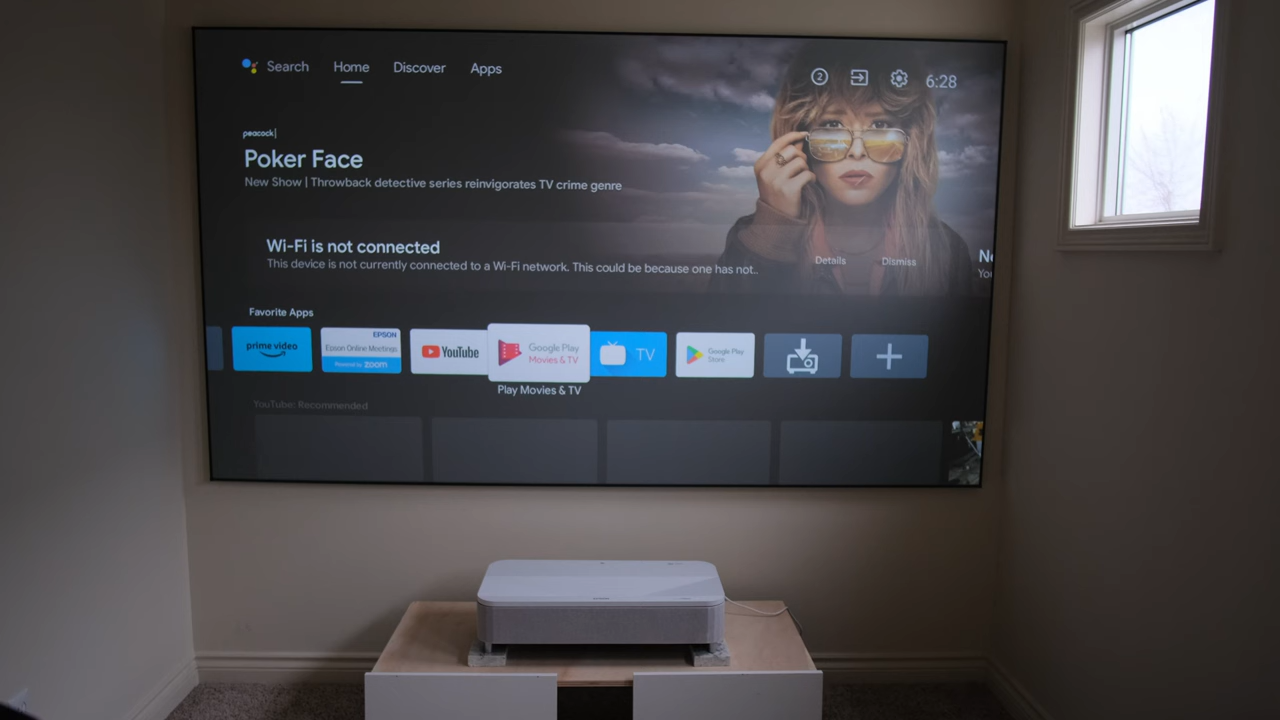 Search Home Discover Apps
2 6:28
peacock
Poker Face
New Show | Throwback detective series reinvigorates TV crime genre
Wi-Fi is not connected
This device is not currently connected to a Wi-Fi network. This could be because one has not..
Details Dismiss
Favorite Apps
prime video
EPSON
Epson Online Meetings
Powered by zoom
YouTube
Google Play
Movies & TV
TV
Google Play
Store
Play Movies & TV
YouTube: Recommended